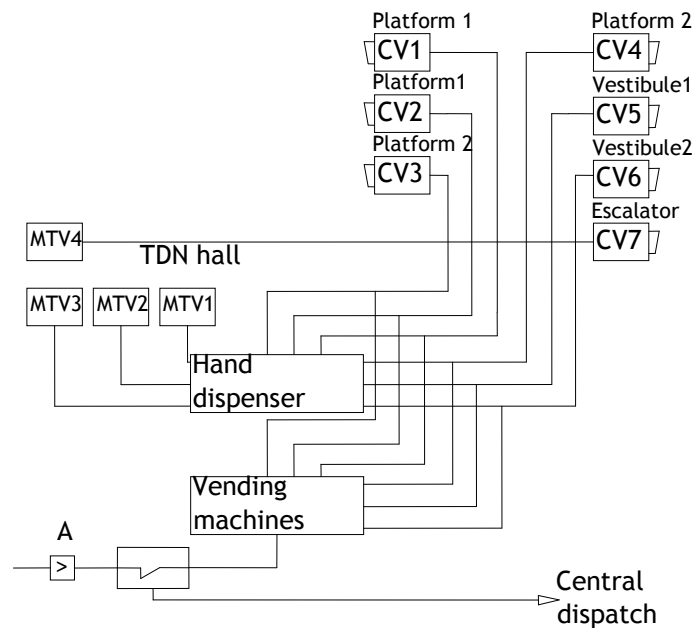 Platform 1
CV1
Platform1
CV2
Platform 2
CV3
Platform 2
CV4
Vestibule1
CV5
Vestibule2
CV6
Escalator
CV7
MTV4
TDN hall
MTV3
MTV2
MTV1
Hand
dispenser
Vending
machines
A
>
Central
dispatch